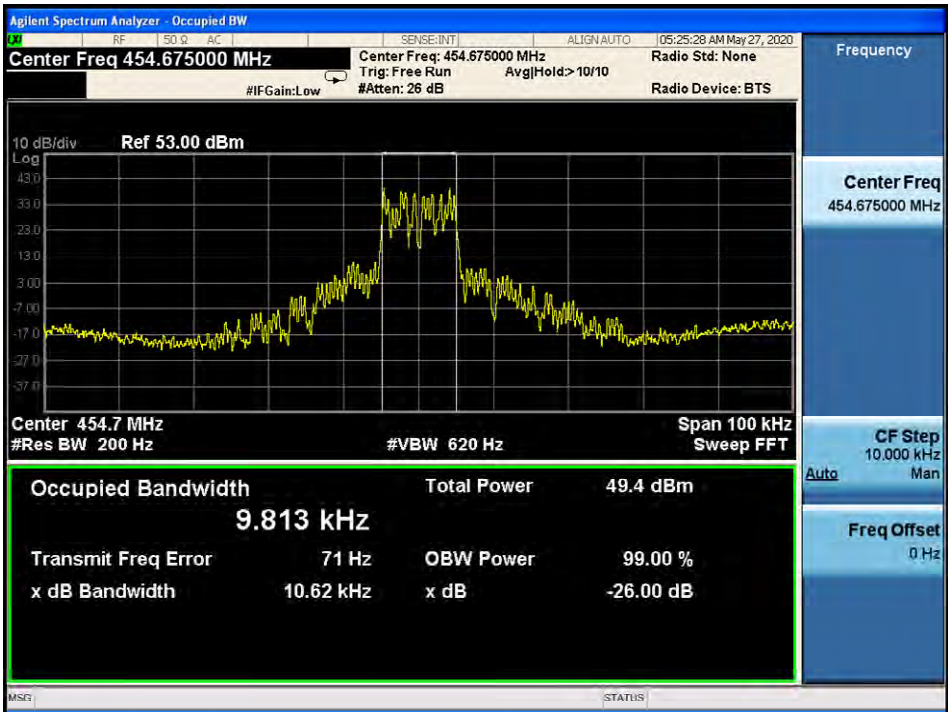 Agilent Spectrum Analyzer - Occupied BW
LXI RF 50 Ω AC SENSE:INT ALIGN AUTO 05:25:28 AM May 27, 2020
Center Freq 454.675000 MHz
Center Freq: 454.675000 MHz
Radio Std: None
Trig: Free Run Avg|Hold:>10/10
#IFGain:Low
#Atten: 26 dB
Radio Device: BTS
10 dB/div Ref 53.00 dBm
Log
43.0
33.0
23.0
13.0
3.00
-7.00
-17.0
-27.0
-37.0
Center 454.7 MHz
Span 100 kHz
#Res BW 200 Hz
#VBW 620 Hz
Sweep FFT
Occupied Bandwidth
Total Power 49.4 dBm
9.813 kHz
Transmit Freq Error 71 Hz
OBW Power 99.00 %
x dB Bandwidth 10.62 kHz
x dB -26.00 dB
MSG
STATUS
Frequency
Center Freq
454.675000 MHz
CF Step
10.000 kHz
Auto Man
Freq Offset
0 Hz